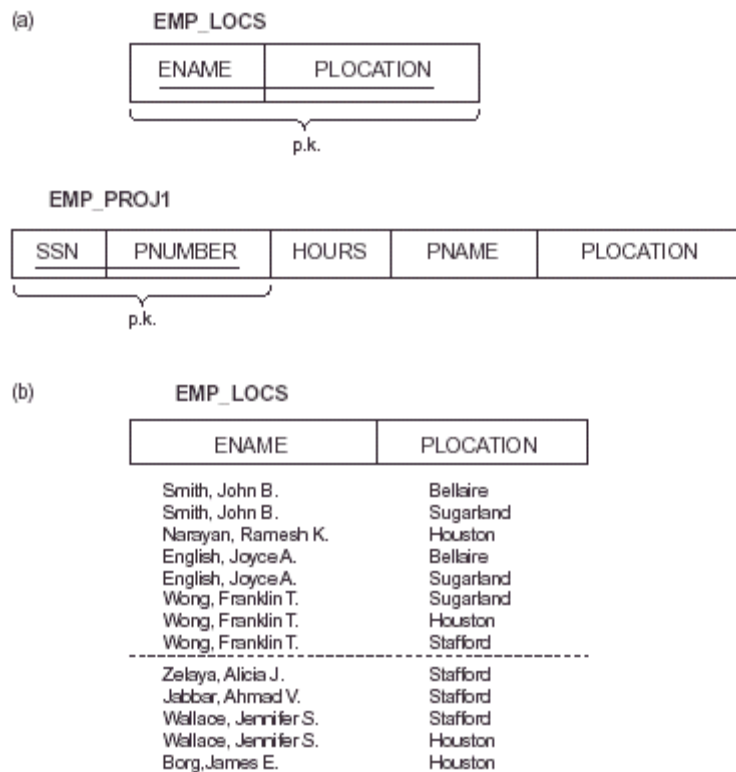 (a) EMP_LOCS
ENAME PLOCATION
p.k.
EMP_PROJ1
SSN PNUMBER HOURS PNAME PLOCATION
p.k.
(b) EMP_LOCS
ENAME PLOCATION
Smith, John B. Bellaire
Smith, John B. Sugarland
Narayan, Ramesh K. Houston
English, Joyce A. Bellaire
English, Joyce A. Sugarland
Wong, Franklin T. Sugarland
Wong, Franklin T. Houston
Wong, Franklin T. Stafford
Zelaya, Alicia J. Stafford
Jabbar, Ahmad V. Stafford
Wallace, Jennifer S. Stafford
Wallace, Jennifer S. Houston
Borg,James E. Houston